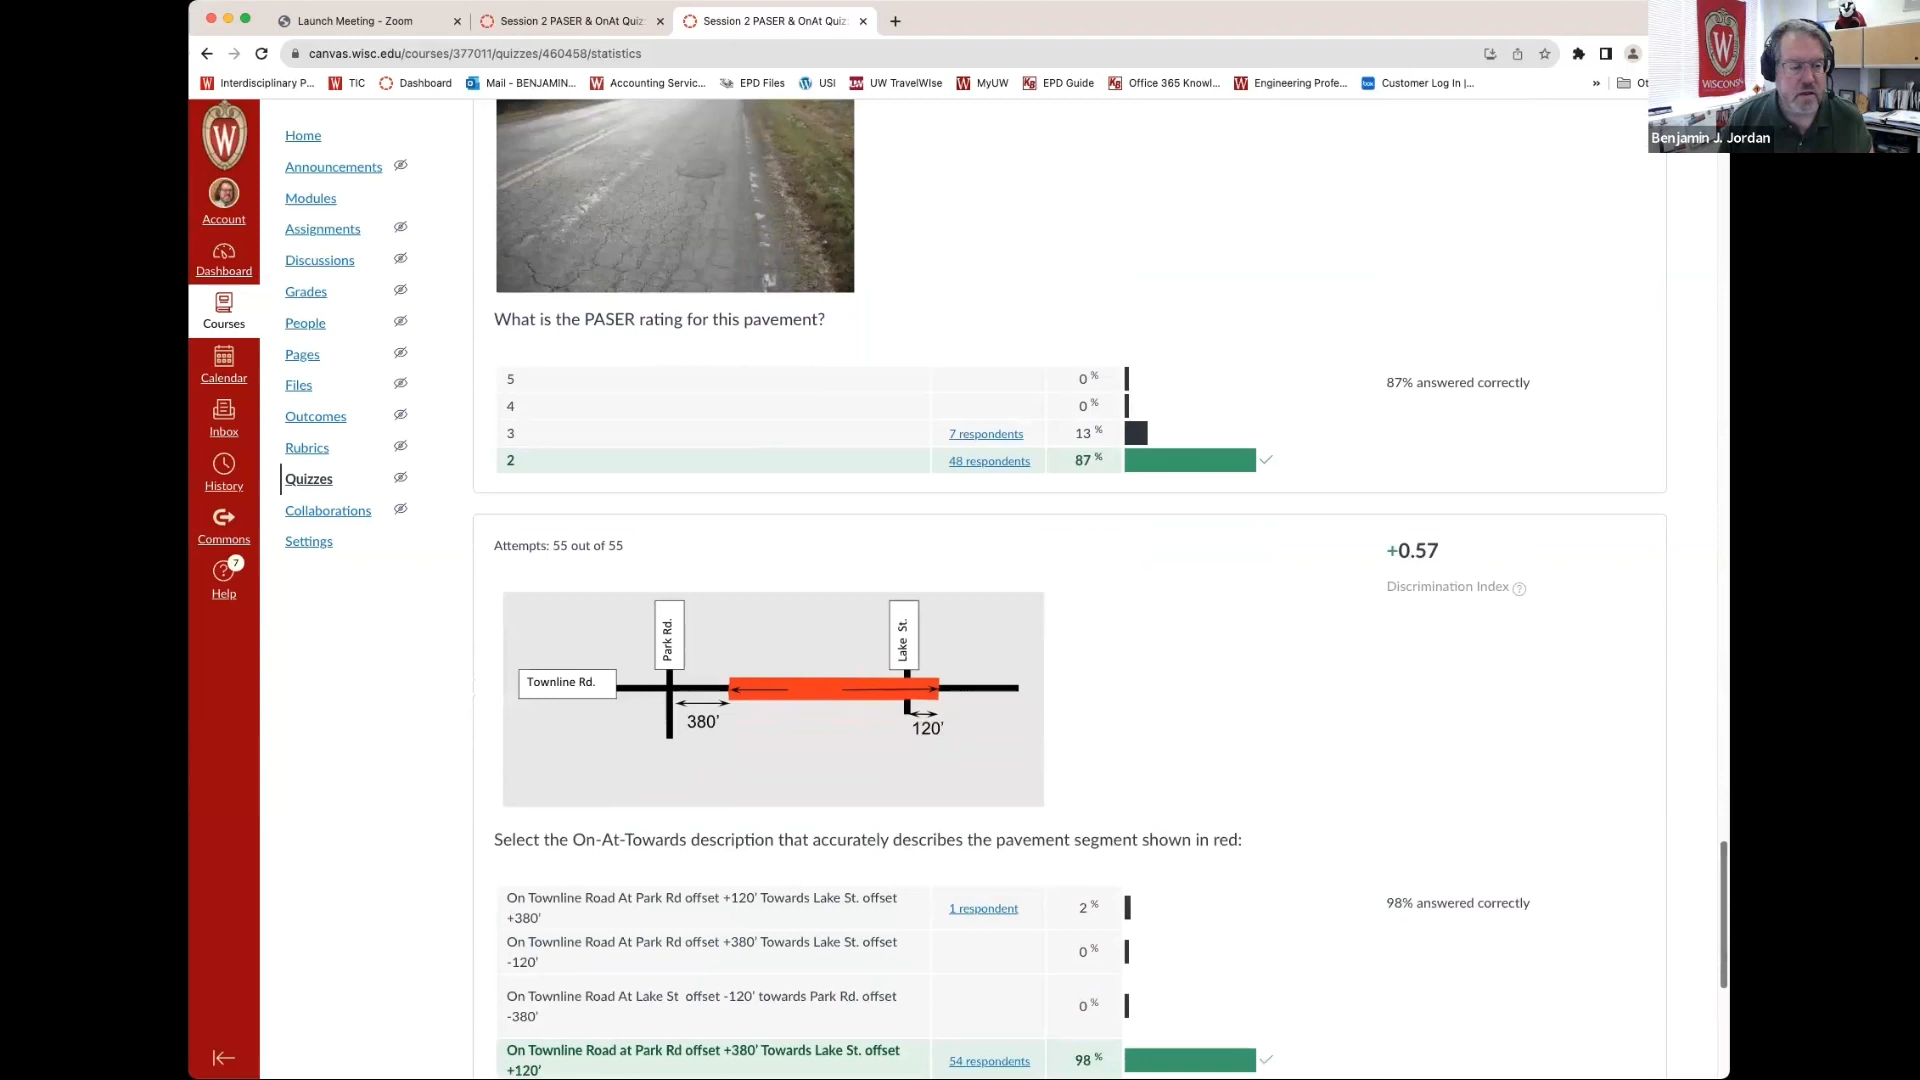 Launch Meeting - Zoom
Session 2 PASER & OnAt Quiz:
Session 2 PASER & OnAt Quiz:
canvas.wisc.edu/courses/377011/quizzes/460458/statistics
Interdisciplinary P...
TIC
Dashboard
Mail - BENJAMIN...
Accounting Servic...
EPD Files
USI
UW TravelWIse
MyUW
EPD Guide
Office 365 Knowl...
Engineering Profe...
Customer Log In |...
»
Ot
W
WISCONS
Benjamin J. Jordan
W
Account
Dashboard
Courses
Calendar
Inbox
History
Commons
7
Help
Home
Announcements
Modules
Assignments
Discussions
Grades
People
Pages
Files
Outcomes
Rubrics
Quizzes
Collaborations
Settings
What is the PASER rating for this pavement?
5 0 %
4 0 %
3 7 respondents 13 %
2 48 respondents 87 %
87% answered correctly
Attempts: 55 out of 55
+0.57
Discrimination Index ?
Park Rd.
Lake St.
Townline Rd.
380'
120'
Select the On-At-Towards description that accurately describes the pavement segment shown in red:
On Townline Road At Park Rd offset +120' Towards Lake St. offset
+380'
1 respondent 2 %
98% answered correctly
On Townline Road At Park Rd offset +380' Towards Lake St. offset
-120'
0 %
On Townline Road At Lake St offset -120' towards Park Rd. offset
-380'
0 %
On Townline Road at Park Rd offset +380' Towards Lake St. offset
+120'
54 respondents 98 %